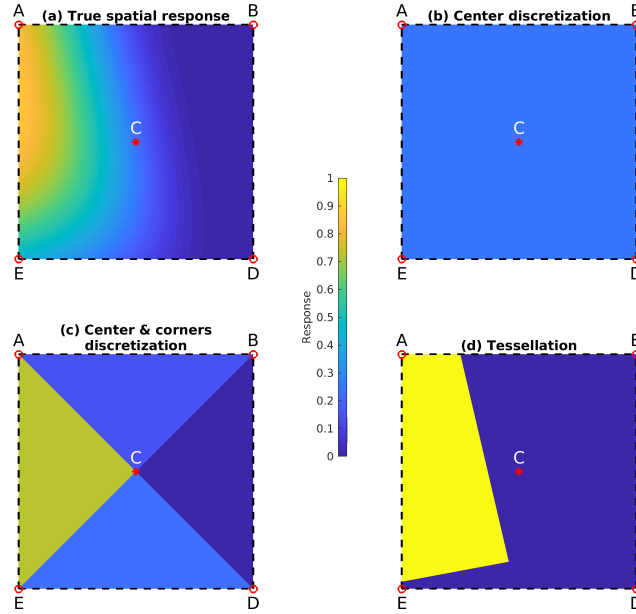 A
B
(a) True spatial response
C
E
D
A
B
(b) Center discretization
C
E
D
Response
1
0.9
0.8
0.7
0.6
0.5
0.4
0.3
0.2
0.1
0
(c) Center & corners
discretization
A
B
C
E
D
(d) Tessellation
A
B
C
E
D